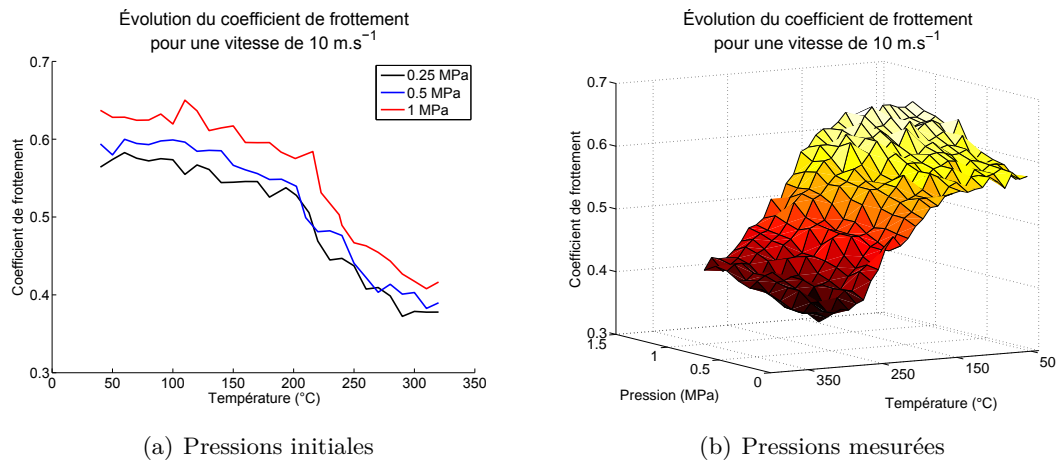 Évolution du coefficient de frottement
pour une vitesse de 10 m.s⁻¹
0.7
0.6
0.5
0.4
0.3
Coefficient de frottement
0.25 MPa
0.5 MPa
1 MPa
0
50
100
150
200
250
300
350
Température (°C)
(a) Pressions initiales
Évolution du coefficient de frottement
pour une vitesse de 10 m.s⁻¹
0.7
0.6
0.5
0.4
0.3
Coefficient de frottement
1.5
1
0.5
0
Pression (MPa)
350
250
150
50
Température (°C)
(b) Pressions mesurées